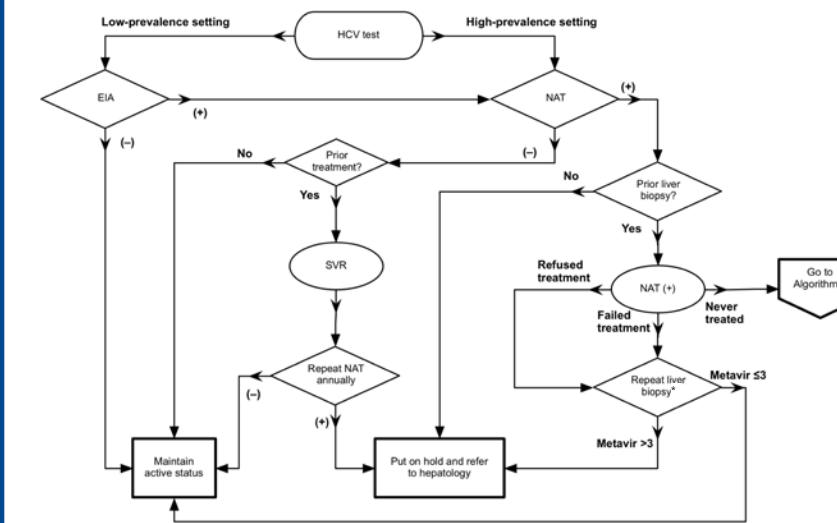 Low-prevalence setting
HCV test
High-prevalence setting
EIA
(+)
NAT
(+)
(–)
(–)
No
Prior
treatment?
Yes
No
Prior liver
biopsy?
Yes
SVR
Refused
treatment
NAT (+)
Never
treated
Go to
Algorithm
Failed
treatment
Repeat NAT
annually
(–)
(+)
Repeat liver
biopsy*
Metavir ≤3
Metavir >3
Maintain
active status
Put on hold and refer
to hepatology